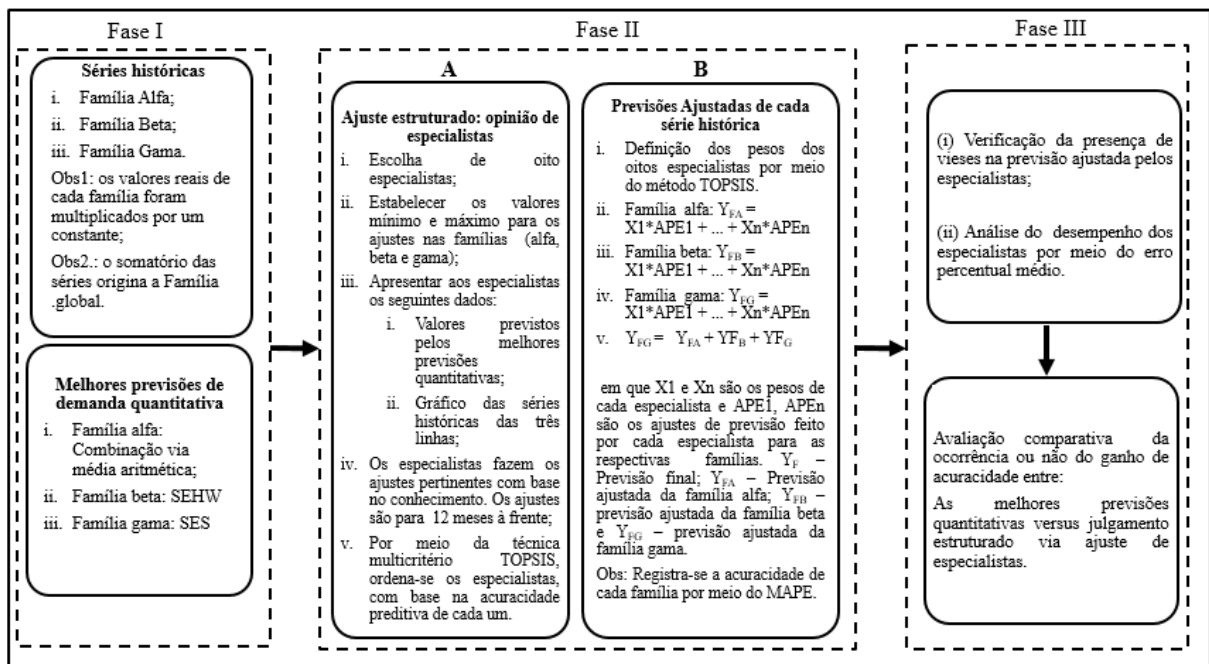 Fase I
Séries históricas
i. Família Alfa;
ii. Família Beta;
iii. Família Gama.
Obs1: os valores reais de
cada família foram
multiplicados por um
constante;
Obs2.: o somatório das
séries origina a Família
.global.
Melhores previsões de
demanda quantitativa
i. Família alfa:
Combinação via
média aritmética;
ii. Família beta: SEHW
iii. Família gama: SES
Fase II
A
Ajuste estruturado: opinião de
especialistas
i. Escolha de oito
especialistas;
ii. Estabelecer os valores
mínimo e máximo para os
ajustes nas famílias (alfa,
beta e gama);
iii. Apresentar aos especialistas
os seguintes dados:
i. Valores previstos
pelos melhores
previsões
quantitativas;
ii. Gráfico das séries
históricas das três
linhas;
iv. Os especialistas fazem os
ajustes pertinentes com base
no conhecimento. Os ajustes
são para 12 meses à frente;
v. Por meio da técnica
multicritério TOPSIS,
ordena-se os especialistas,
com base na acuracidade
preditiva de cada um.
B
Previsões Ajustadas de cada
série histórica
i. Definição dos pesos dos
oitos especialistas por meio
do método TOPSIS.
ii. Família alfa: Y_FA =
X1*APE1 + ... + Xn*APEn
iii. Família beta: Y_FB =
X1*APE1 + ... + Xn*APEn
iv. Família gama: Y_FG =
X1*APE1 + ... + Xn*APEn
v. Y_FG = Y_FA + YF_B + YF_G
em que X1 e Xn são os pesos de
cada especialista e APE1, APEn
são os ajustes de previsão feito
por cada especialista para as
respectivas famílias. Y_F –
Previsão final; Y_FA – Previsão
ajustada da família alfa; Y_FB –
previsão ajustada da família beta
e Y_FG – previsão ajustada da
família gama.
Obs: Registra-se a acuracidade de
cada família por meio do MAPE.
Fase III
(i) Verificação da presença de
vieses na previsão ajustada pelos
especialistas;
(ii) Análise do desempenho dos
especialistas por meio do erro
percentual médio.
Avaliação comparativa da
ocorrência ou não do ganho de
acuracidade entre:
As melhores previsões
quantitativas versus julgamento
estruturado via ajuste de
especialistas.